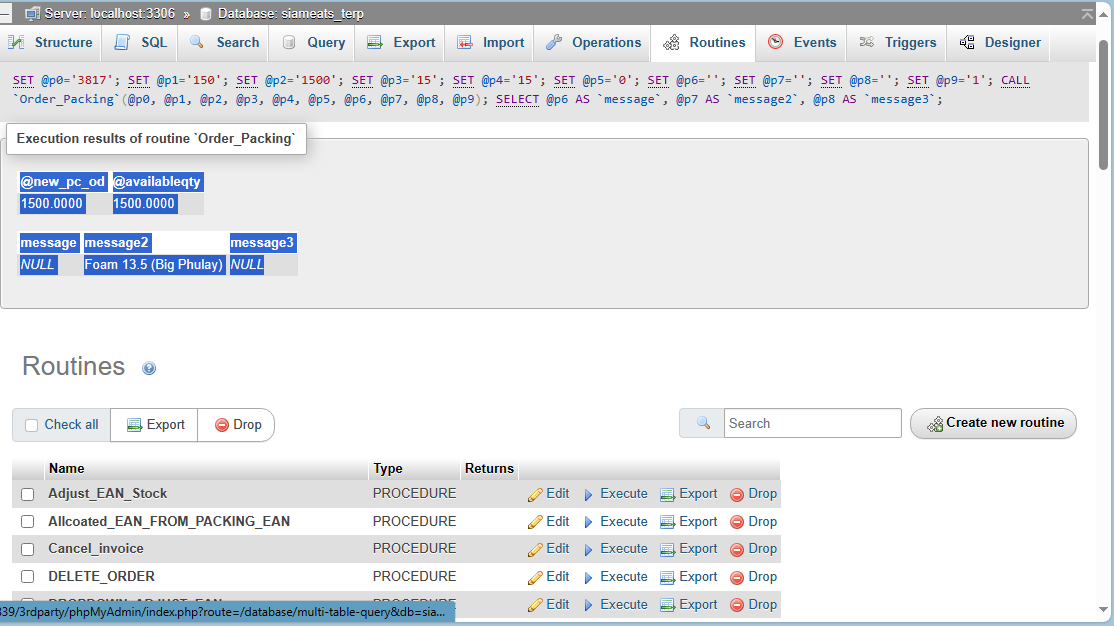 Server: localhost:3306 » Database: siameats_terp
Structure SQL Search Query Export Import Operations Routines Events Triggers Designer
SET @p0='3817'; SET @p1='150'; SET @p2='1500'; SET @p3='15'; SET @p4='15'; SET @p5='0'; SET @p6=''; SET @p7=''; SET @p8=''; SET @p9='1'; CALL
`Order_Packing`(@p0, @p1, @p2, @p3, @p4, @p5, @p6, @p7, @p8, @p9); SELECT @p6 AS `message`, @p7 AS `message2`, @p8 AS `message3`;
Execution results of routine `Order_Packing`
@new_pc_od @availableqty
1500.0000 1500.0000
message message2 message3
NULL Foam 13.5 (Big Phulay) NULL
Routines
Check all Export Drop Search Create new routine
Name Type Returns
Adjust_EAN_Stock PROCEDURE Edit Execute Export Drop
Allcoated_EAN_FROM_PACKING_EAN PROCEDURE Edit Execute Export Drop
Cancel_invoice PROCEDURE Edit Execute Export Drop
DELETE_ORDER PROCEDURE Edit Execute Export Drop
PROCEDURE Edit Execute Export Drop
839/3rdparty/phpMyAdmin/index.php?route=/database/multi-table-query&db=sia...